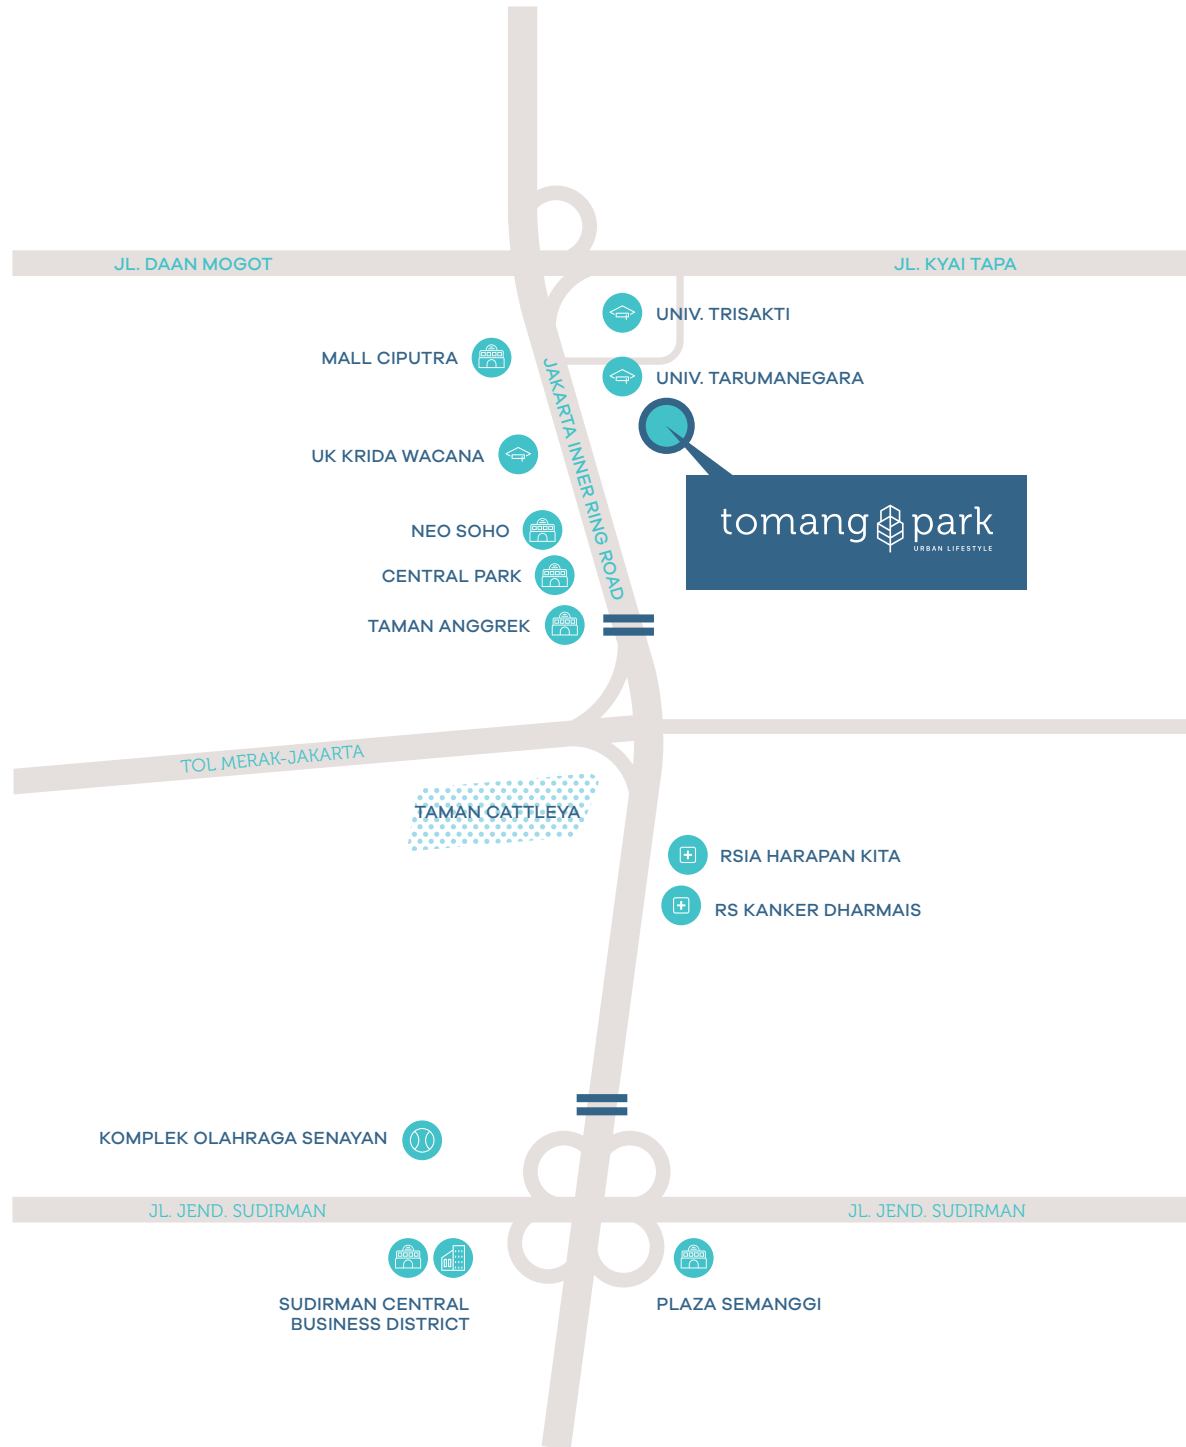 JL. DAAN MOGOT
JL. KYAI TAPA
UNIV. TRISAKTI
MALL CIPUTRA
UNIV. TARUMANEGARA
JAKARTA INNER RING ROAD
UK KRIDA WACANA
tomang park
URBAN LIFESTYLE
NEO SOHO
CENTRAL PARK
TAMAN ANGGREK
TOL MERAK-JAKARTA
TAMAN CATTLEYA
RSIA HARAPAN KITA
RS KANKER DHARMAIS
KOMPLEK OLAHRAGA SENAYAN
JL. JEND. SUDIRMAN
JL. JEND. SUDIRMAN
SUDIRMAN CENTRAL
BUSINESS DISTRICT
PLAZA SEMANGGI